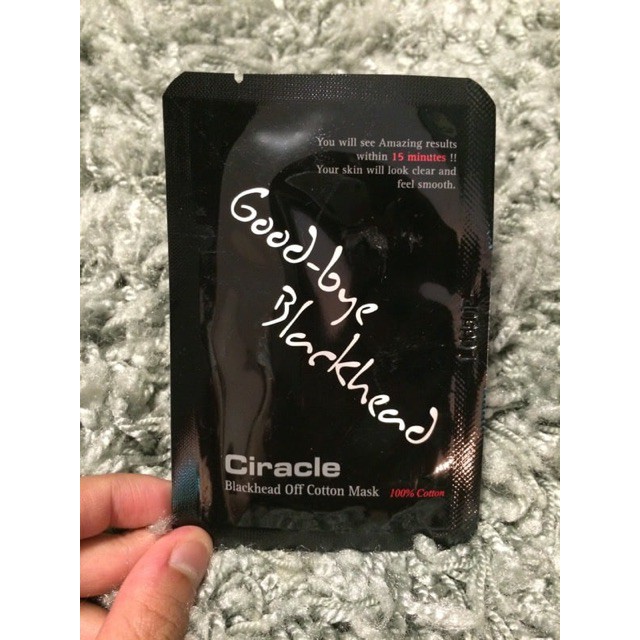 You will see Amazing results
within 15 minutes !!
Your skin will look clear and
feel smooth.
Good-bye
Blackhead
Ciracle
Blackhead Off Cotton Mask 100% Cotton